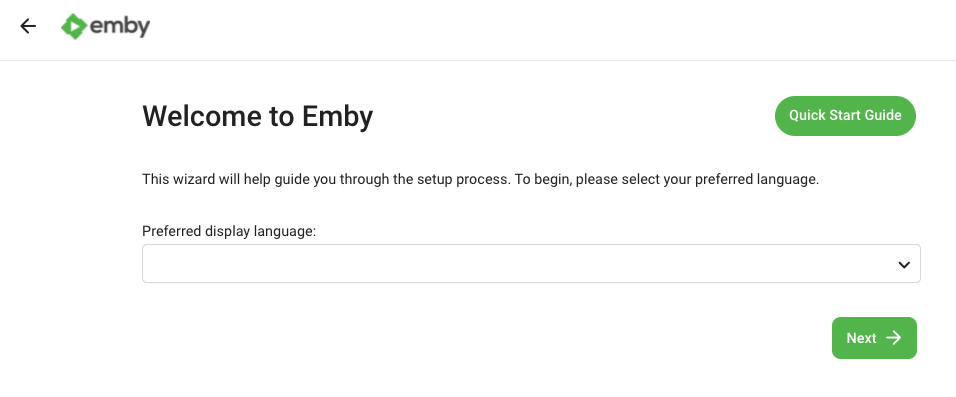 emby
Welcome to Emby
Quick Start Guide
This wizard will help guide you through the setup process. To begin, please select your preferred language.
Preferred display language:
Next